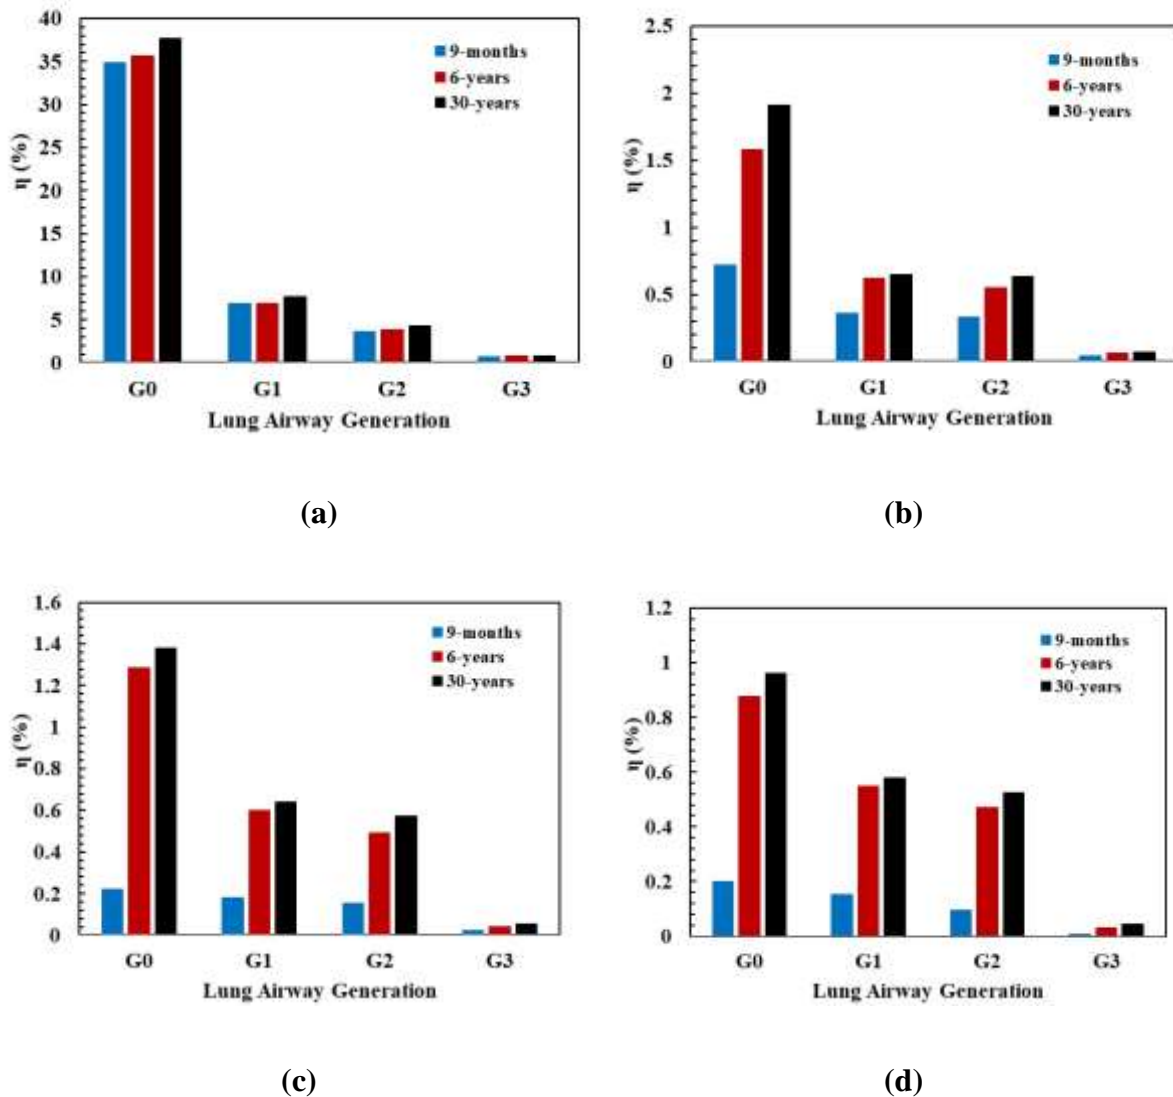 40
35
30
25
20
15
10
5
0
η (%)
9-months
6-years
30-years
G0 G1 G2 G3
Lung Airway Generation
(a)
2.5
2
1.5
1
0.5
0
η (%)
9-months
6-years
30-years
G0 G1 G2 G3
Lung Airway Generation
(b)
1.6
1.4
1.2
1
0.8
0.6
0.4
0.2
0
η (%)
9-months
6-years
30-years
G0 G1 G2 G3
Lung Airway Generation
(c)
1.2
1
0.8
0.6
0.4
0.2
0
η (%)
9-months
6-years
30-years
G0 G1 G2 G3
Lung Airway Generation
(d)